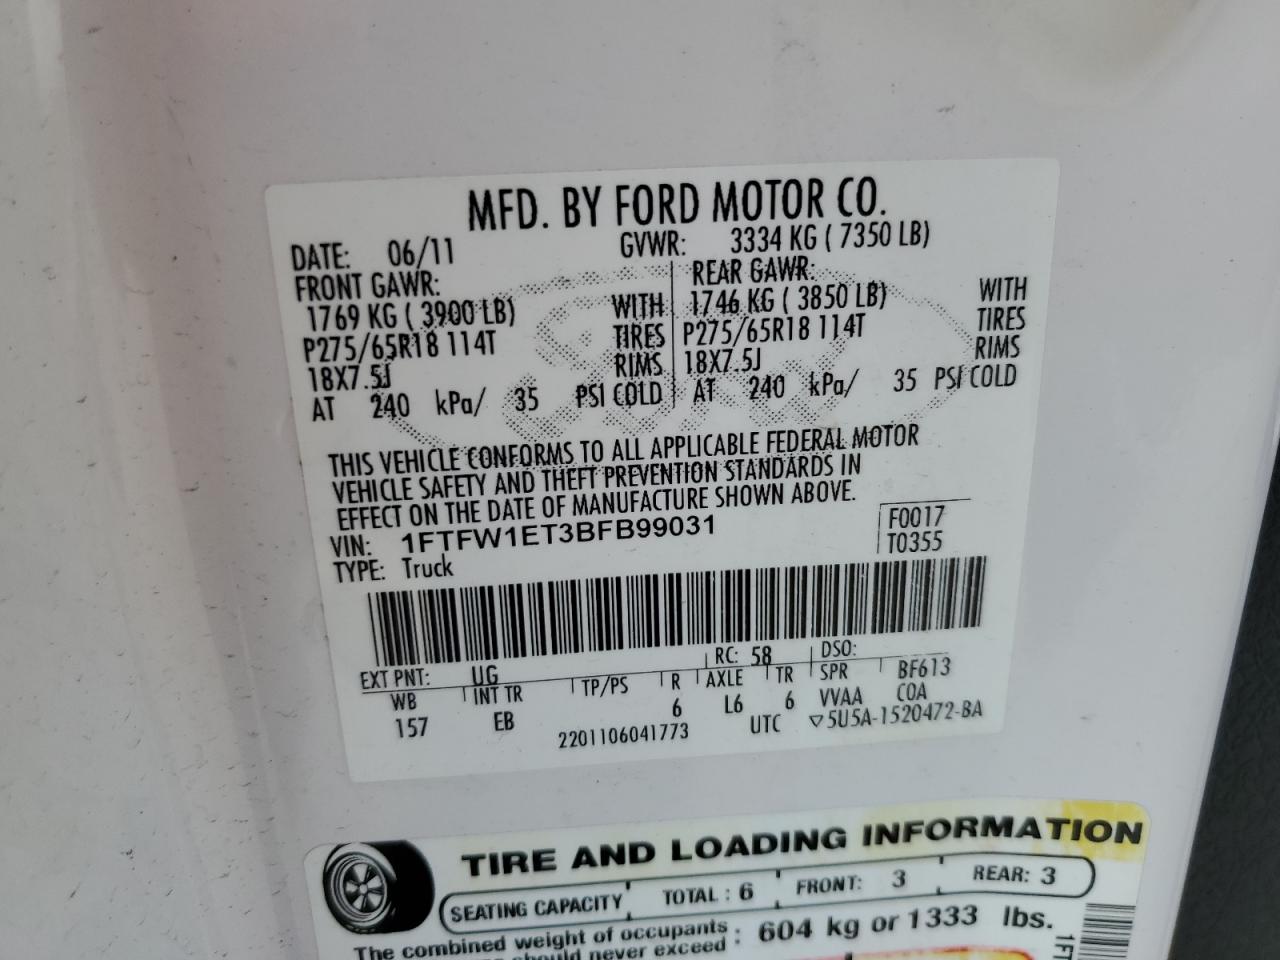 MFD. BY FORD MOTOR CO.
DATE: 06/11 GVWR: 3334 KG ( 7350 LB)
FRONT GAWR: REAR GAWR:
1769 KG ( 3900 LB) WITH 1746 KG ( 3850 LB) WITH
P275/65R18 114T TIRES P275/65R18 114T TIRES
18X7.5J RIMS 18X7.5J RIMS
AT 240 kPa/ 35 PSI COLD AT 240 kPa/ 35 PSI COLD
THIS VEHICLE CONFORMS TO ALL APPLICABLE FEDERAL MOTOR
VEHICLE SAFETY AND THEFT PREVENTION STANDARDS IN
EFFECT ON THE DATE OF MANUFACTURE SHOWN ABOVE.
VIN: 1FTFW1ET3BFB99031 F0017
TYPE: Truck T0355
EXT PNT: UG RC: 58 DSO:
WB INT TR TP/PS R AXLE TR SPR BF613
157 EB 6 L6 6 VVAA COA
2201106041773 UTC ▽5U5A-1520472-BA
TIRE AND LOADING INFORMATION
SEATING CAPACITY TOTAL : 6 FRONT: 3 REAR: 3
The combined weight of occupants : 604 kg or 1333 lbs.
should never exceed :
1FT